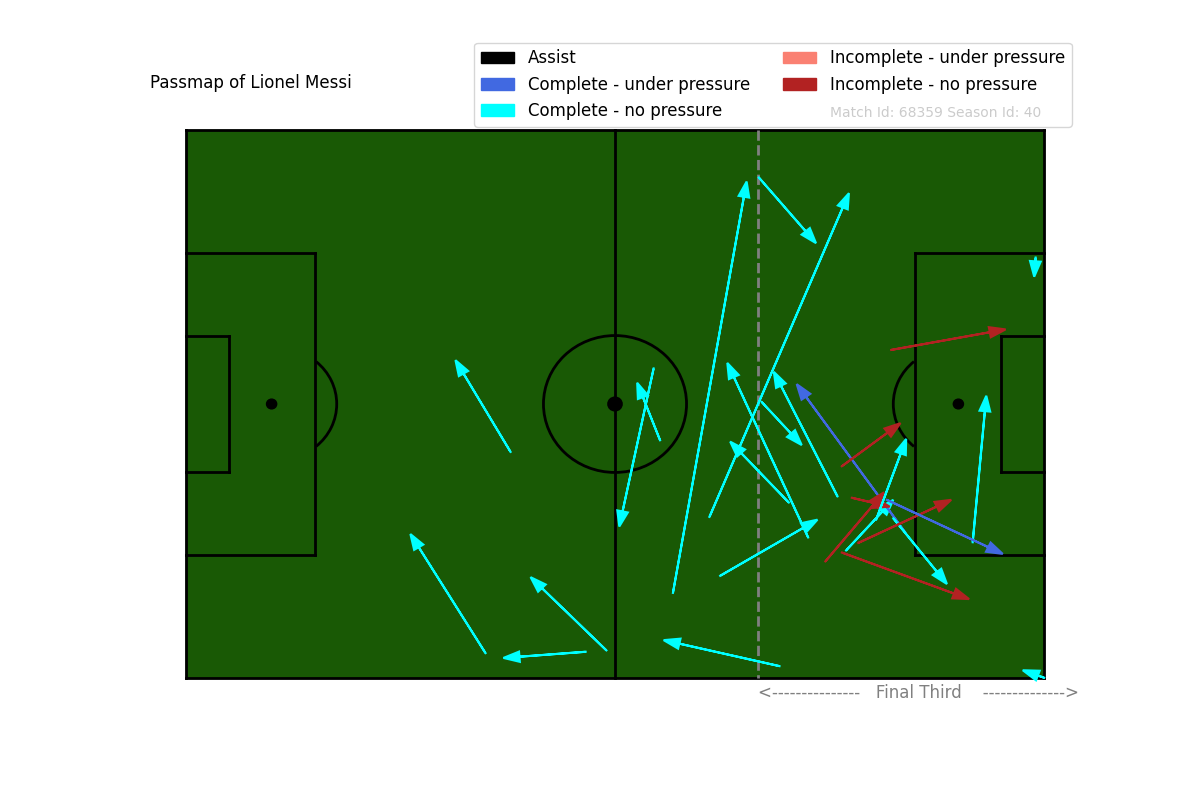 Passmap of Lionel Messi
Assist
Complete - under pressure
Complete - no pressure
Incomplete - under pressure
Incomplete - no pressure
Match Id: 68359 Season Id: 40
<--------------- Final Third -------------->